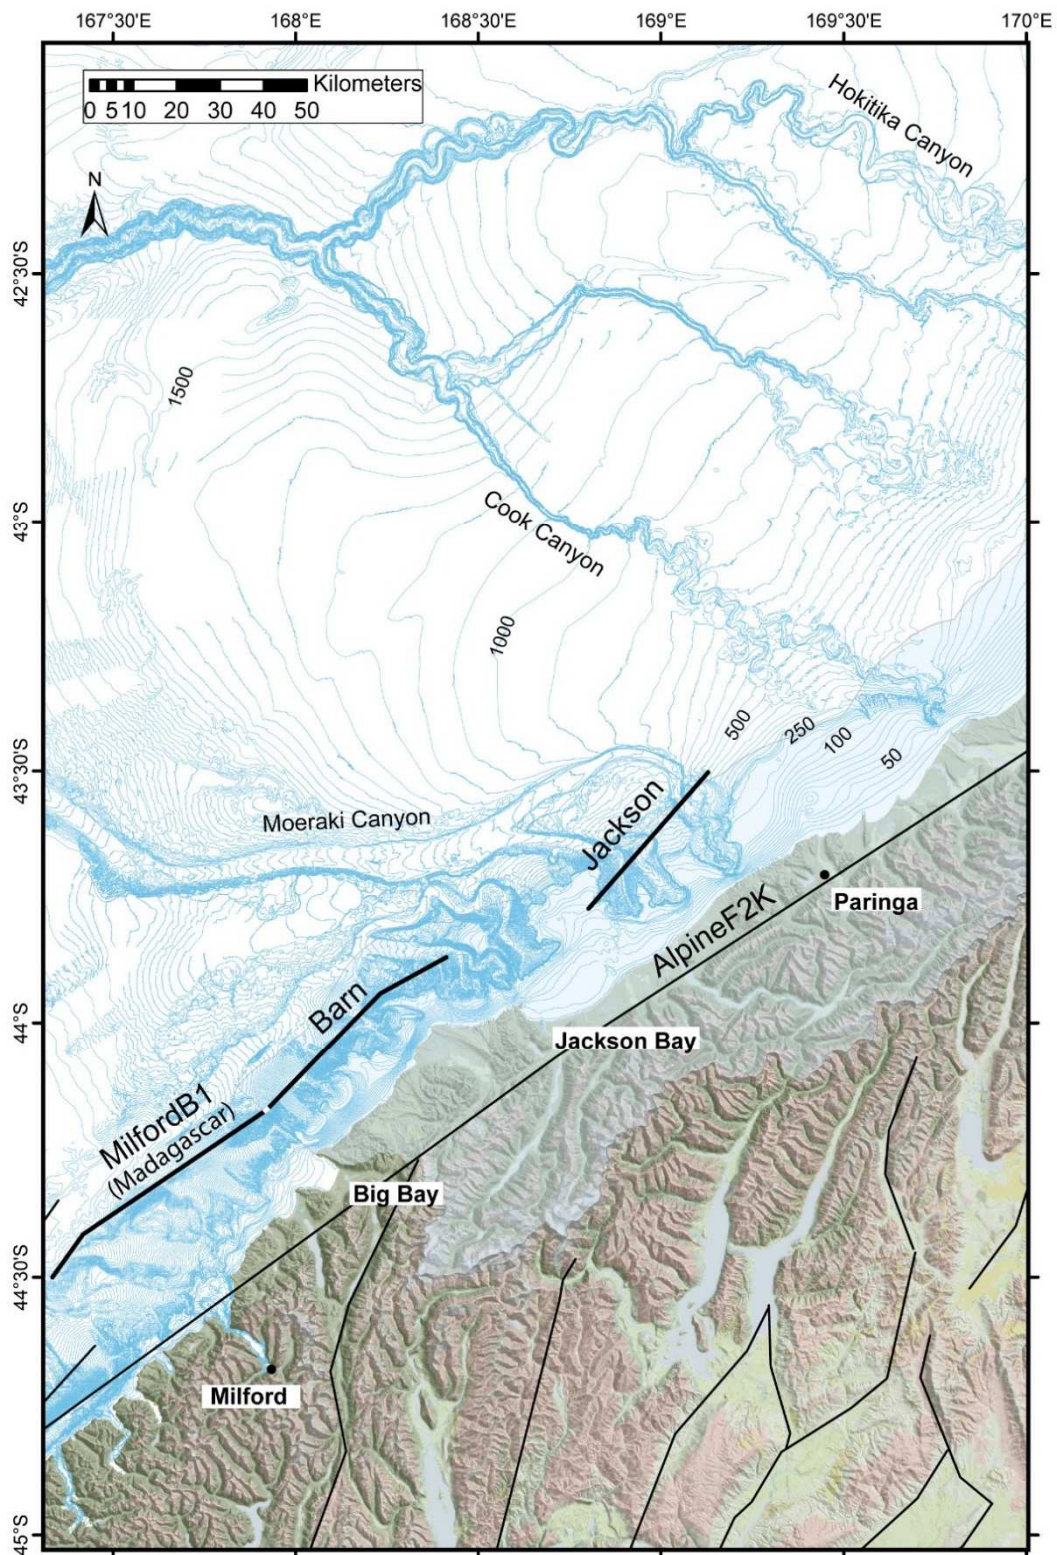 167°30'E 168°E 168°30'E 169°E 169°30'E 170°E
Kilometers
0 5 10 20 30 40 50
Hokitika Canyon
N
42°30'S
1500
Cook Canyon
43°S
1000
500
250
100
50
43°30'S
Moeraki Canyon
Jackson
Paringa
AlpineF2K
Barn
44°S
Jackson Bay
MilfordB1
(Madagascar)
Big Bay
44°30'S
Milford
45°S